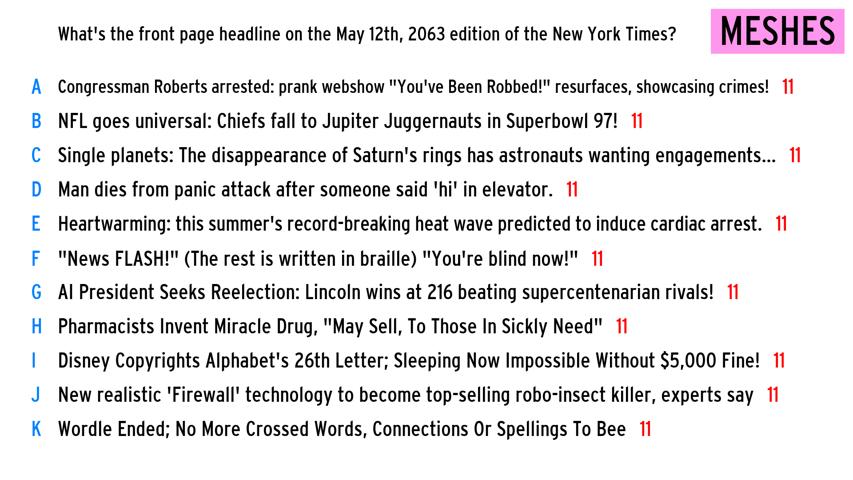 What's the front page headline on the May 12th, 2063 edition of the New York Times?
MESHES
A Congressman Roberts arrested: prank webshow "You've Been Robbed!" resurfaces, showcasing crimes! 11
B NFL goes universal: Chiefs fall to Jupiter Juggernauts in Superbowl 97! 11
C Single planets: The disappearance of Saturn's rings has astronauts wanting engagements... 11
D Man dies from panic attack after someone said 'hi' in elevator. 11
E Heartwarming: this summer's record-breaking heat wave predicted to induce cardiac arrest. 11
F "News FLASH!" (The rest is written in braille) "You're blind now!" 11
G AI President Seeks Reelection: Lincoln wins at 216 beating supercentenarian rivals! 11
H Pharmacists Invent Miracle Drug, "May Sell, To Those In Sickly Need" 11
I Disney Copyrights Alphabet's 26th Letter; Sleeping Now Impossible Without $5,000 Fine! 11
J New realistic 'Firewall' technology to become top-selling robo-insect killer, experts say 11
K Wordle Ended; No More Crossed Words, Connections Or Spellings To Bee 11